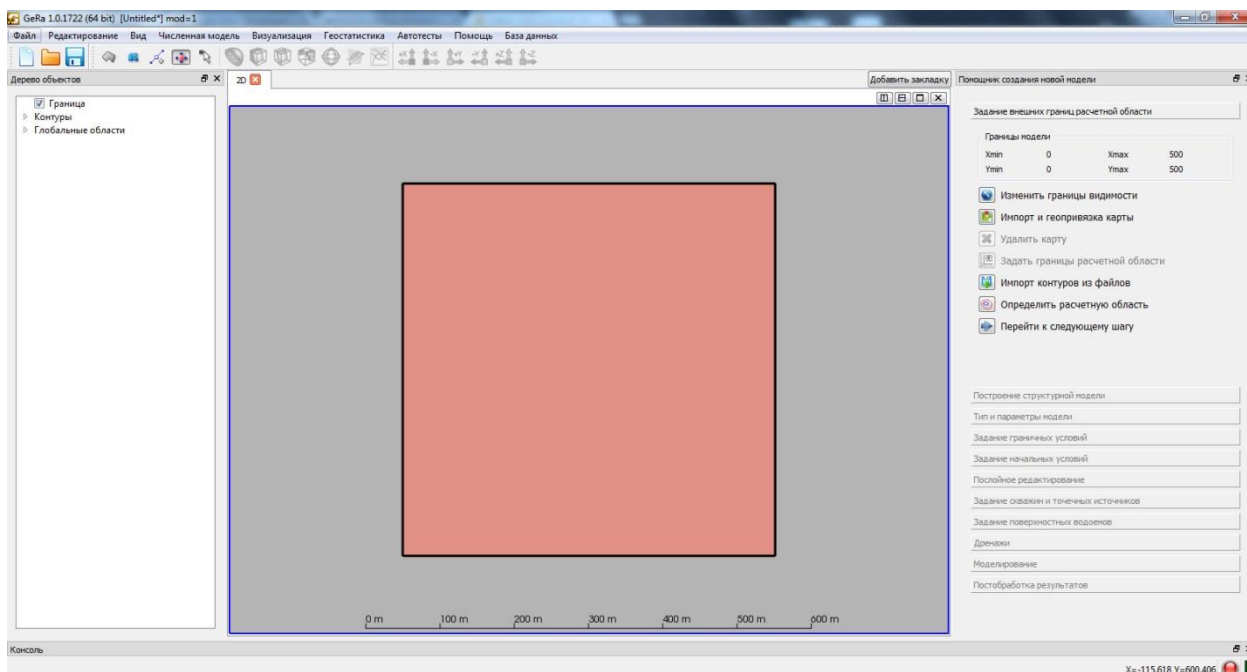 GeRa 1.0.1722 (64 bit) [Untitled*] mod=1
Файл Редактирование Вид Численная модель Визуализация Геостатистика Автотесты Помощь База данных
Дерево объектов
Граница
Контуры
Глобальные области
2D
Добавить закладку
0 m 100 m 200 m 300 m 400 m 500 m 600 m
Помощник создания новой модели
Задание внешних границ расчетной области
Границы модели
Xmin 0 Xmax 500
Ymin 0 Ymax 500
Изменить границы видимости
Импорт и геопривязка карты
Удалить карту
Задать границы расчетной области
Импорт контуров из файлов
Определить расчетную область
Перейти к следующему шагу
Построение структурной модели
Тип и параметры модели
Задание граничных условий
Задание начальных условий
Послойное редактирование
Задание скважин и точечных источников
Задание поверхностных водоемов
Дренажи
Моделирование
Постобработка результатов
Консоль
X=-115.618 Y=600.406